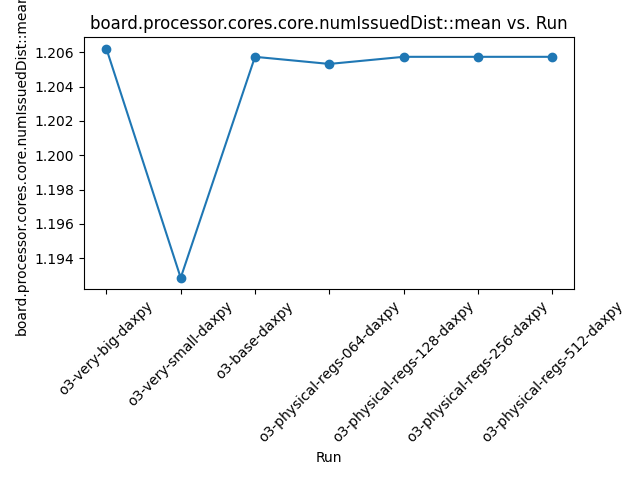 board.processor.cores.core.numIssuedDist::mean vs. Run
board.processor.cores.core.numIssuedDist::mean
1.206
1.204
1.202
1.200
1.198
1.196
1.194
o3-very-big-daxpy
o3-very-small-daxpy
o3-base-daxpy
o3-physical-regs-064-daxpy
o3-physical-regs-128-daxpy
o3-physical-regs-256-daxpy
o3-physical-regs-512-daxpy
Run